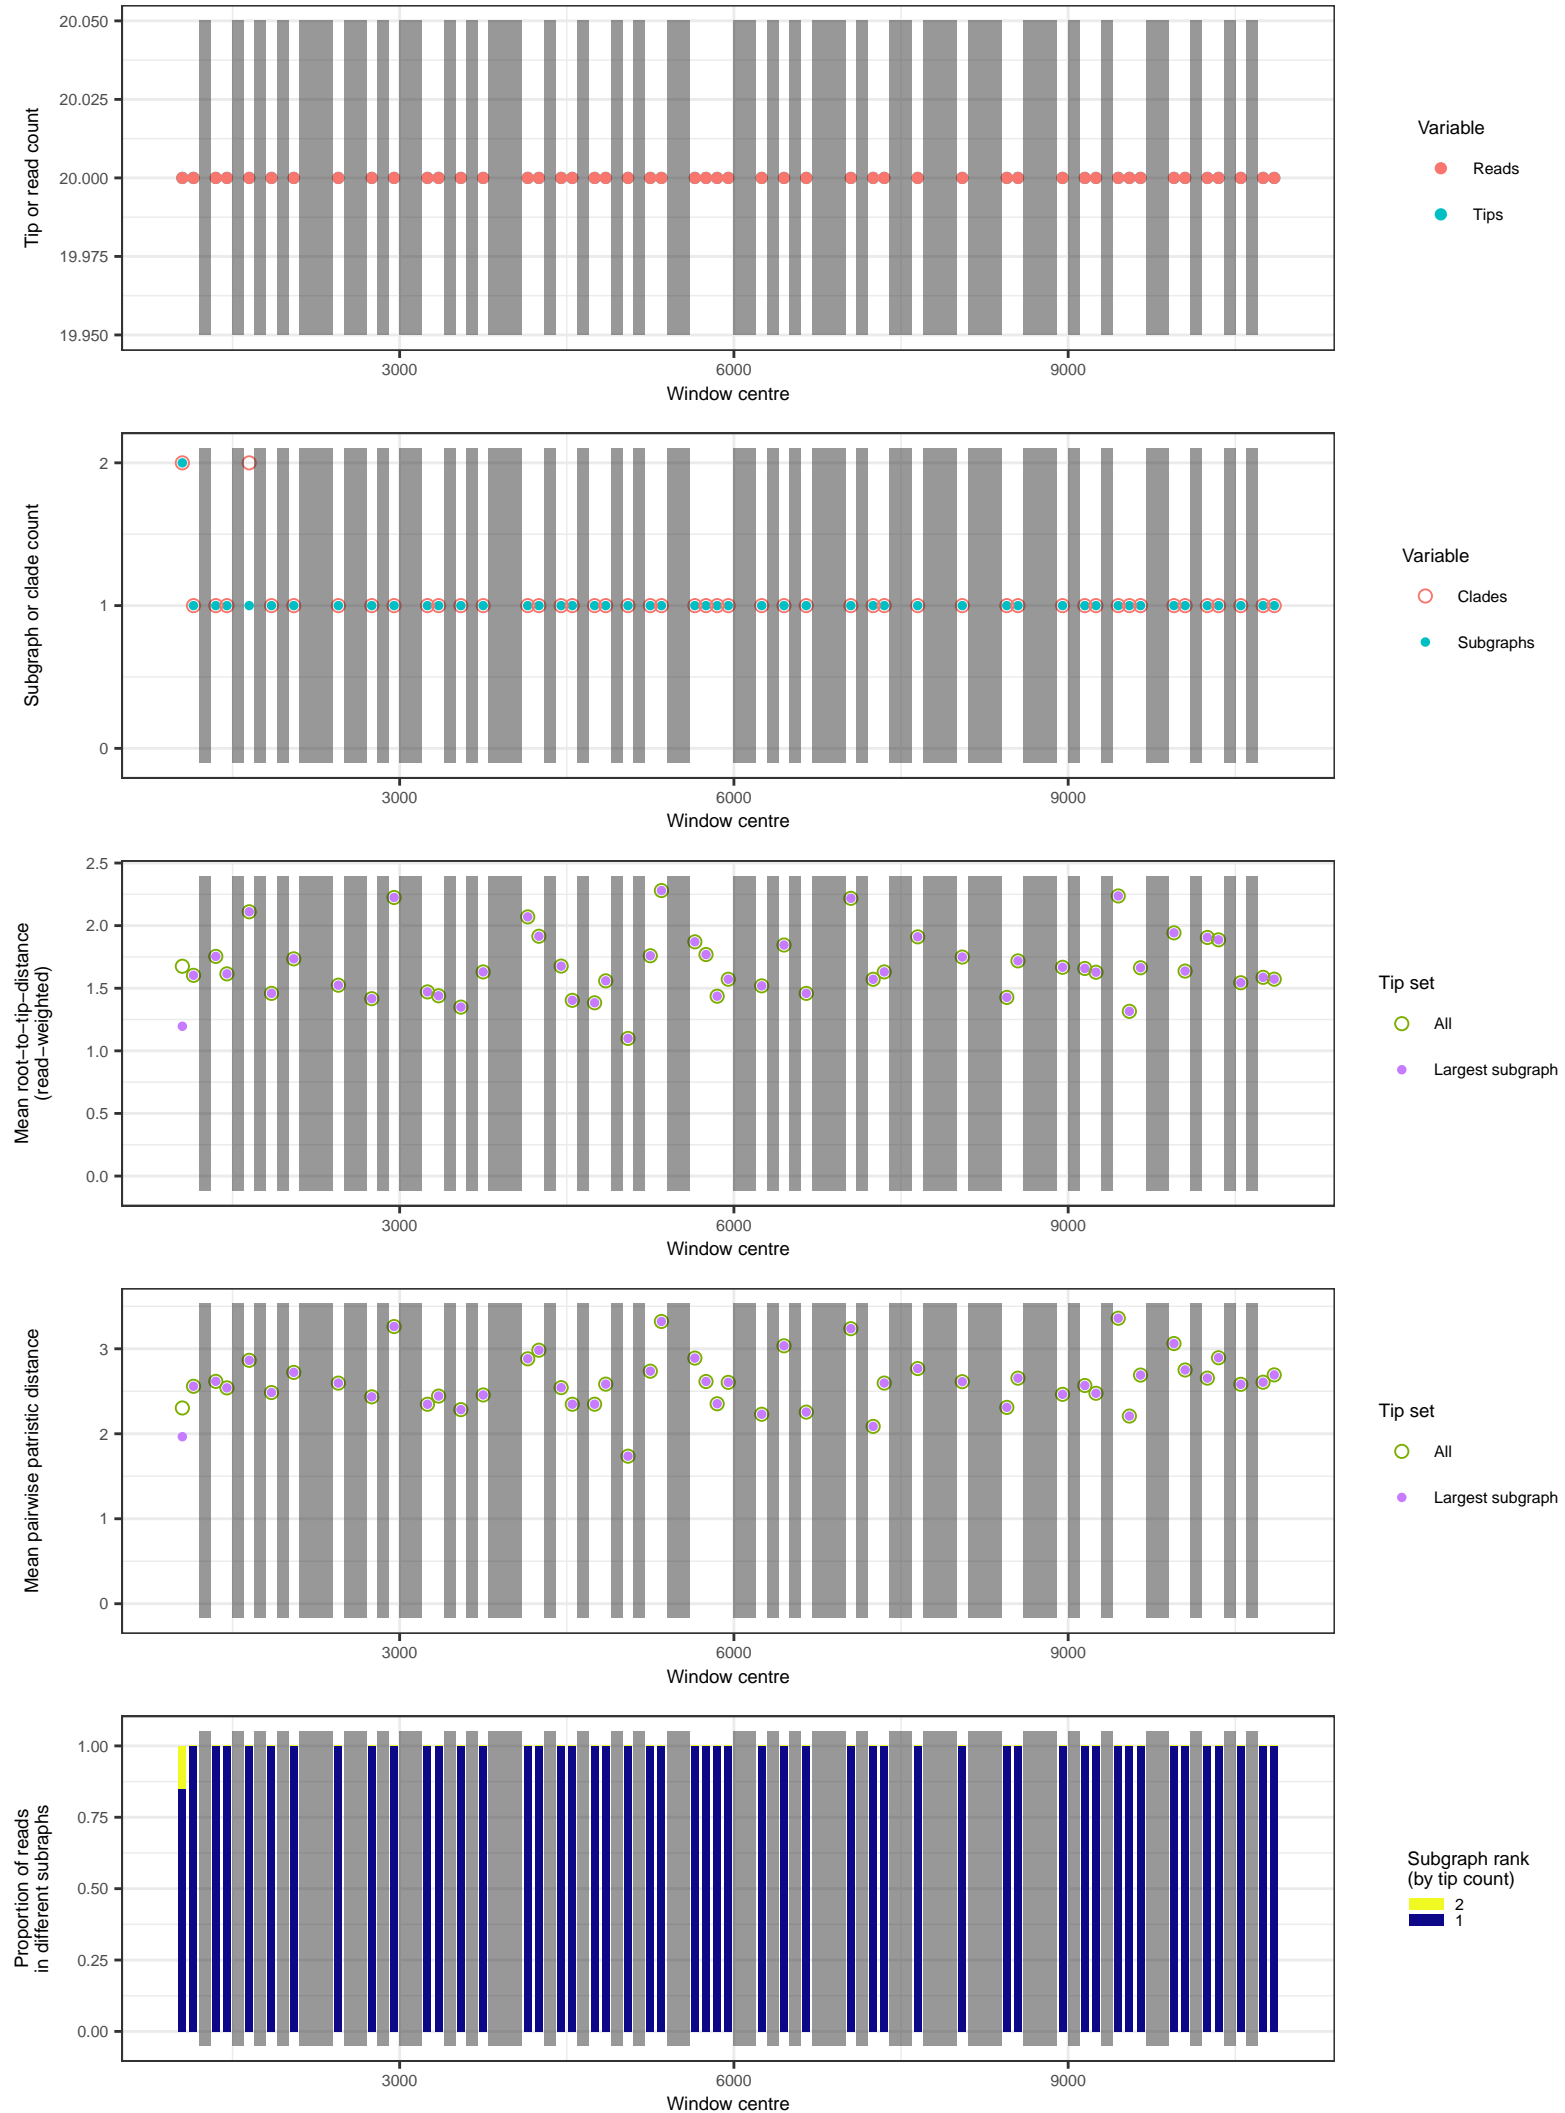 20.050
20.025
20.000
19.975
19.950
Tip or read count
3000
6000
9000
Window centre
Variable
Reads
Tips
2
1
0
Subgraph or clade count
3000
6000
9000
Window centre
Variable
Clades
Subgraphs
2.5
2.0
1.5
1.0
0.5
0.0
Mean root−to−tip−distance
(read−weighted)
3000
6000
9000
Window centre
Tip set
All
Largest subgraph
3
2
1
0
Mean pairwise patristic distance
3000
6000
9000
Window centre
Tip set
All
Largest subgraph
1.00
0.75
0.50
0.25
0.00
Proportion of reads
in different subraphs
3000
6000
9000
Window centre
Subgraph rank
(by tip count)
2
1